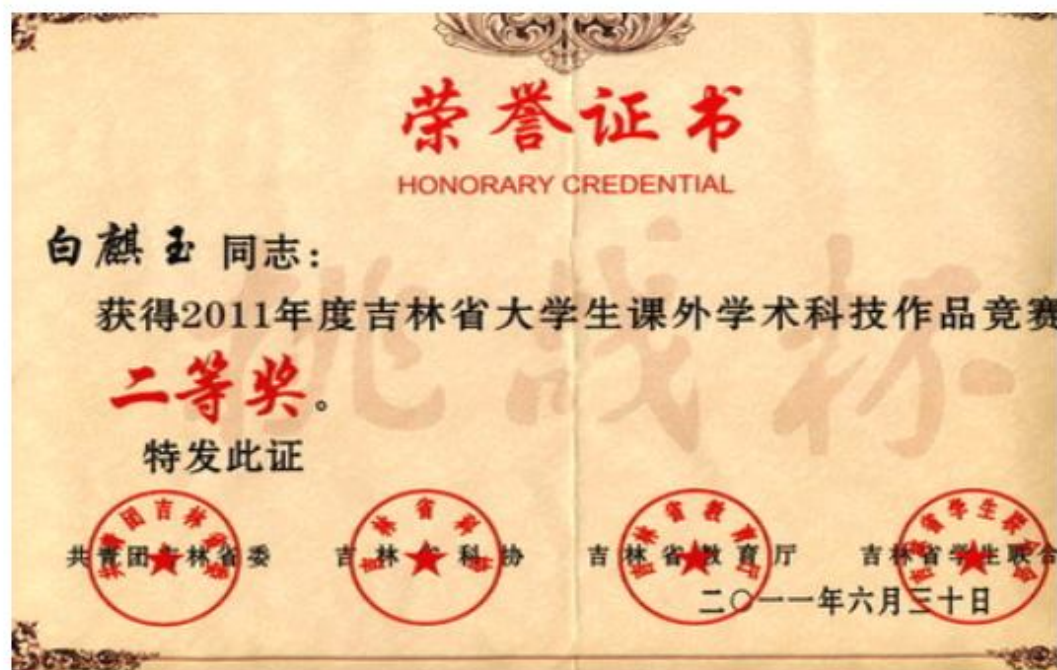 荣誉证书
HONORARY CREDENTIAL
白麒玉 同志：
获得2011年度吉林省大学生课外学术科技作品竞赛
二等奖。
特发此证
挑战杯
共青团吉林省委 吉林省科协 吉林省教育厅 吉林省学生联合
二〇一一年六月三十日